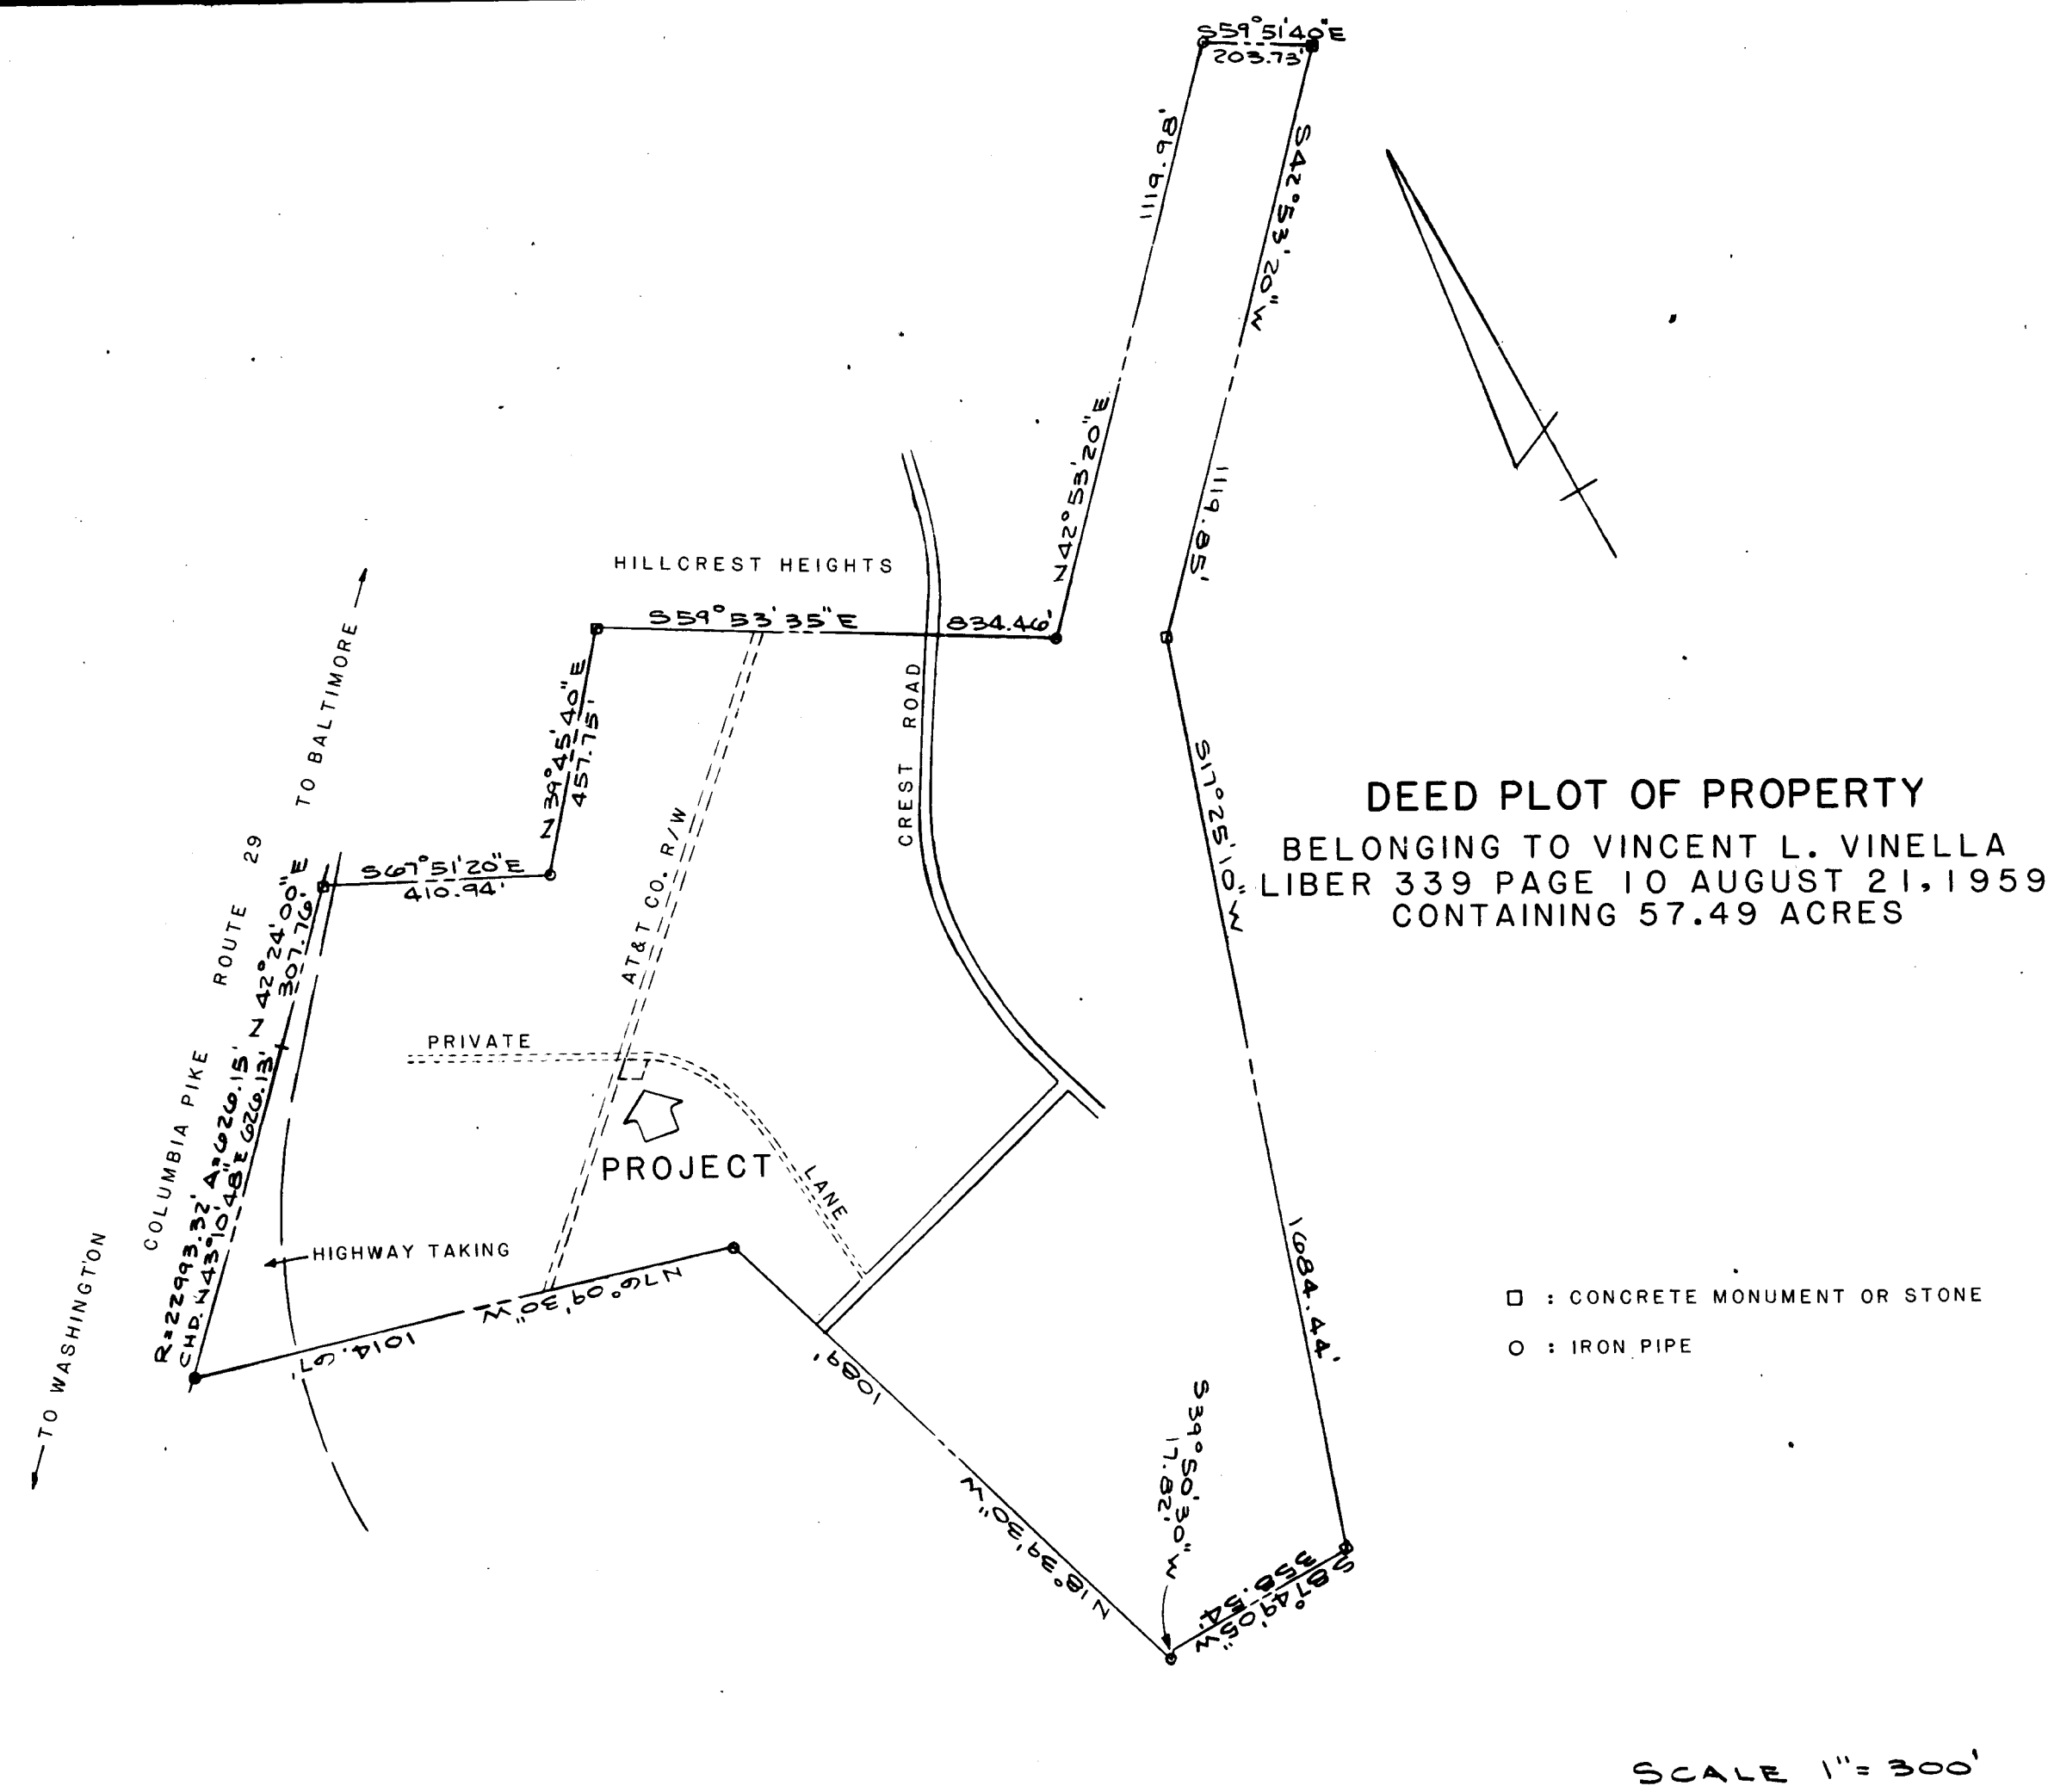 S59°51'40"E
203.73'
1119.98'
N42°53'20"E
S42°53'20"W
1119.85'
HILLCREST HEIGHTS
S59°53'35"E 834.46'
TO BALTIMORE
N 39°45'40"E
457.75'
CREST ROAD
S17°25'10"W
1684.44'
DEED PLOT OF PROPERTY
BELONGING TO VINCENT L. VINELLA
LIBER 339 PAGE 10 AUGUST 21, 1959
CONTAINING 57.49 ACRES
S67°51'20"E
410.94'
AT&T CO. R/W
COLUMBIA PIKE ROUTE 29
N 42°24'00"E
307.76'
R=22993.32' A=626.15'
CHD. N43°10'48"E 626.13'
PRIVATE LANE
PROJECT
HIGHWAY TAKING
TO WASHINGTON
N76°09'30"W
1014.67'
1089'
N18°39'30"W
S39°50'30"W
17.82'
S87°49'05"W
358.54'
□ : CONCRETE MONUMENT OR STONE
○ : IRON PIPE
SCALE 1"= 300'